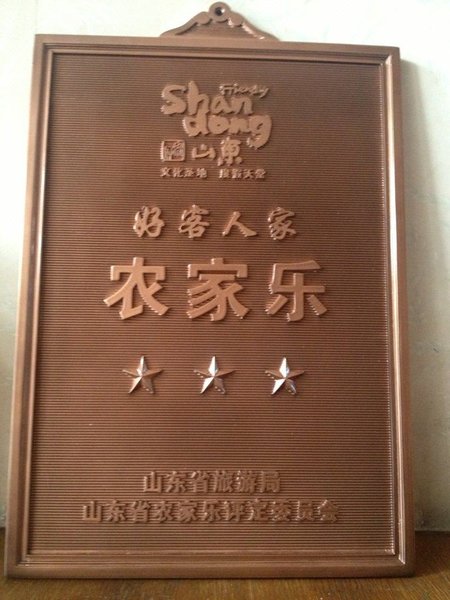 Friendly
Shan
dong
山東
文化圣地 度假天堂
好客人家
农家乐
山东省旅游局
山东省农家乐评定委员会